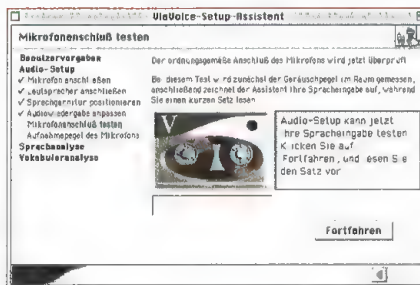 ViaVoice-Setup-Assistent
Mikrofonanschluß testen
Benutzervorgaben
Audio-Setup
✓ Mikrofon anschließen
✓ Lautsprecher anschließen
✓ Sprechgarnitur positionieren
✓ Audiowiedergabe anpassen
Mikrofonanschluß testen
Aufnahmepegel des Mikrofons
Sprachanalyse
Vokabularanalyse
Der ordnungsgemäße Anschluß des Mikrofons wird jetzt überprüft
Bei diesem Test wird zunächst der Geräuschpegel im Raum gemessen,
anschließend zeichnet der Assistent Ihre Spracheingabe auf, während
Sie einen kurzen Satz lesen
V
Audio-Setup kann jetzt
Ihre Spracheingabe testen
Klicken Sie auf
Fortfahren, und lesen Sie
den Satz vor
Fortfahren